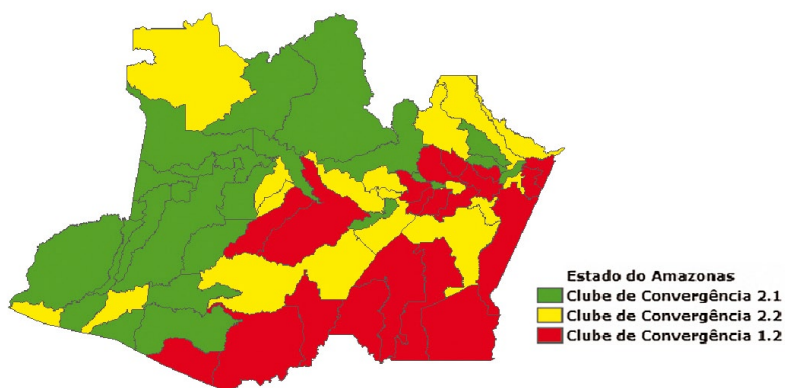 Estado do Amazonas
Clube de Convergência 2.1
Clube de Convergência 2.2
Clube de Convergência 1.2